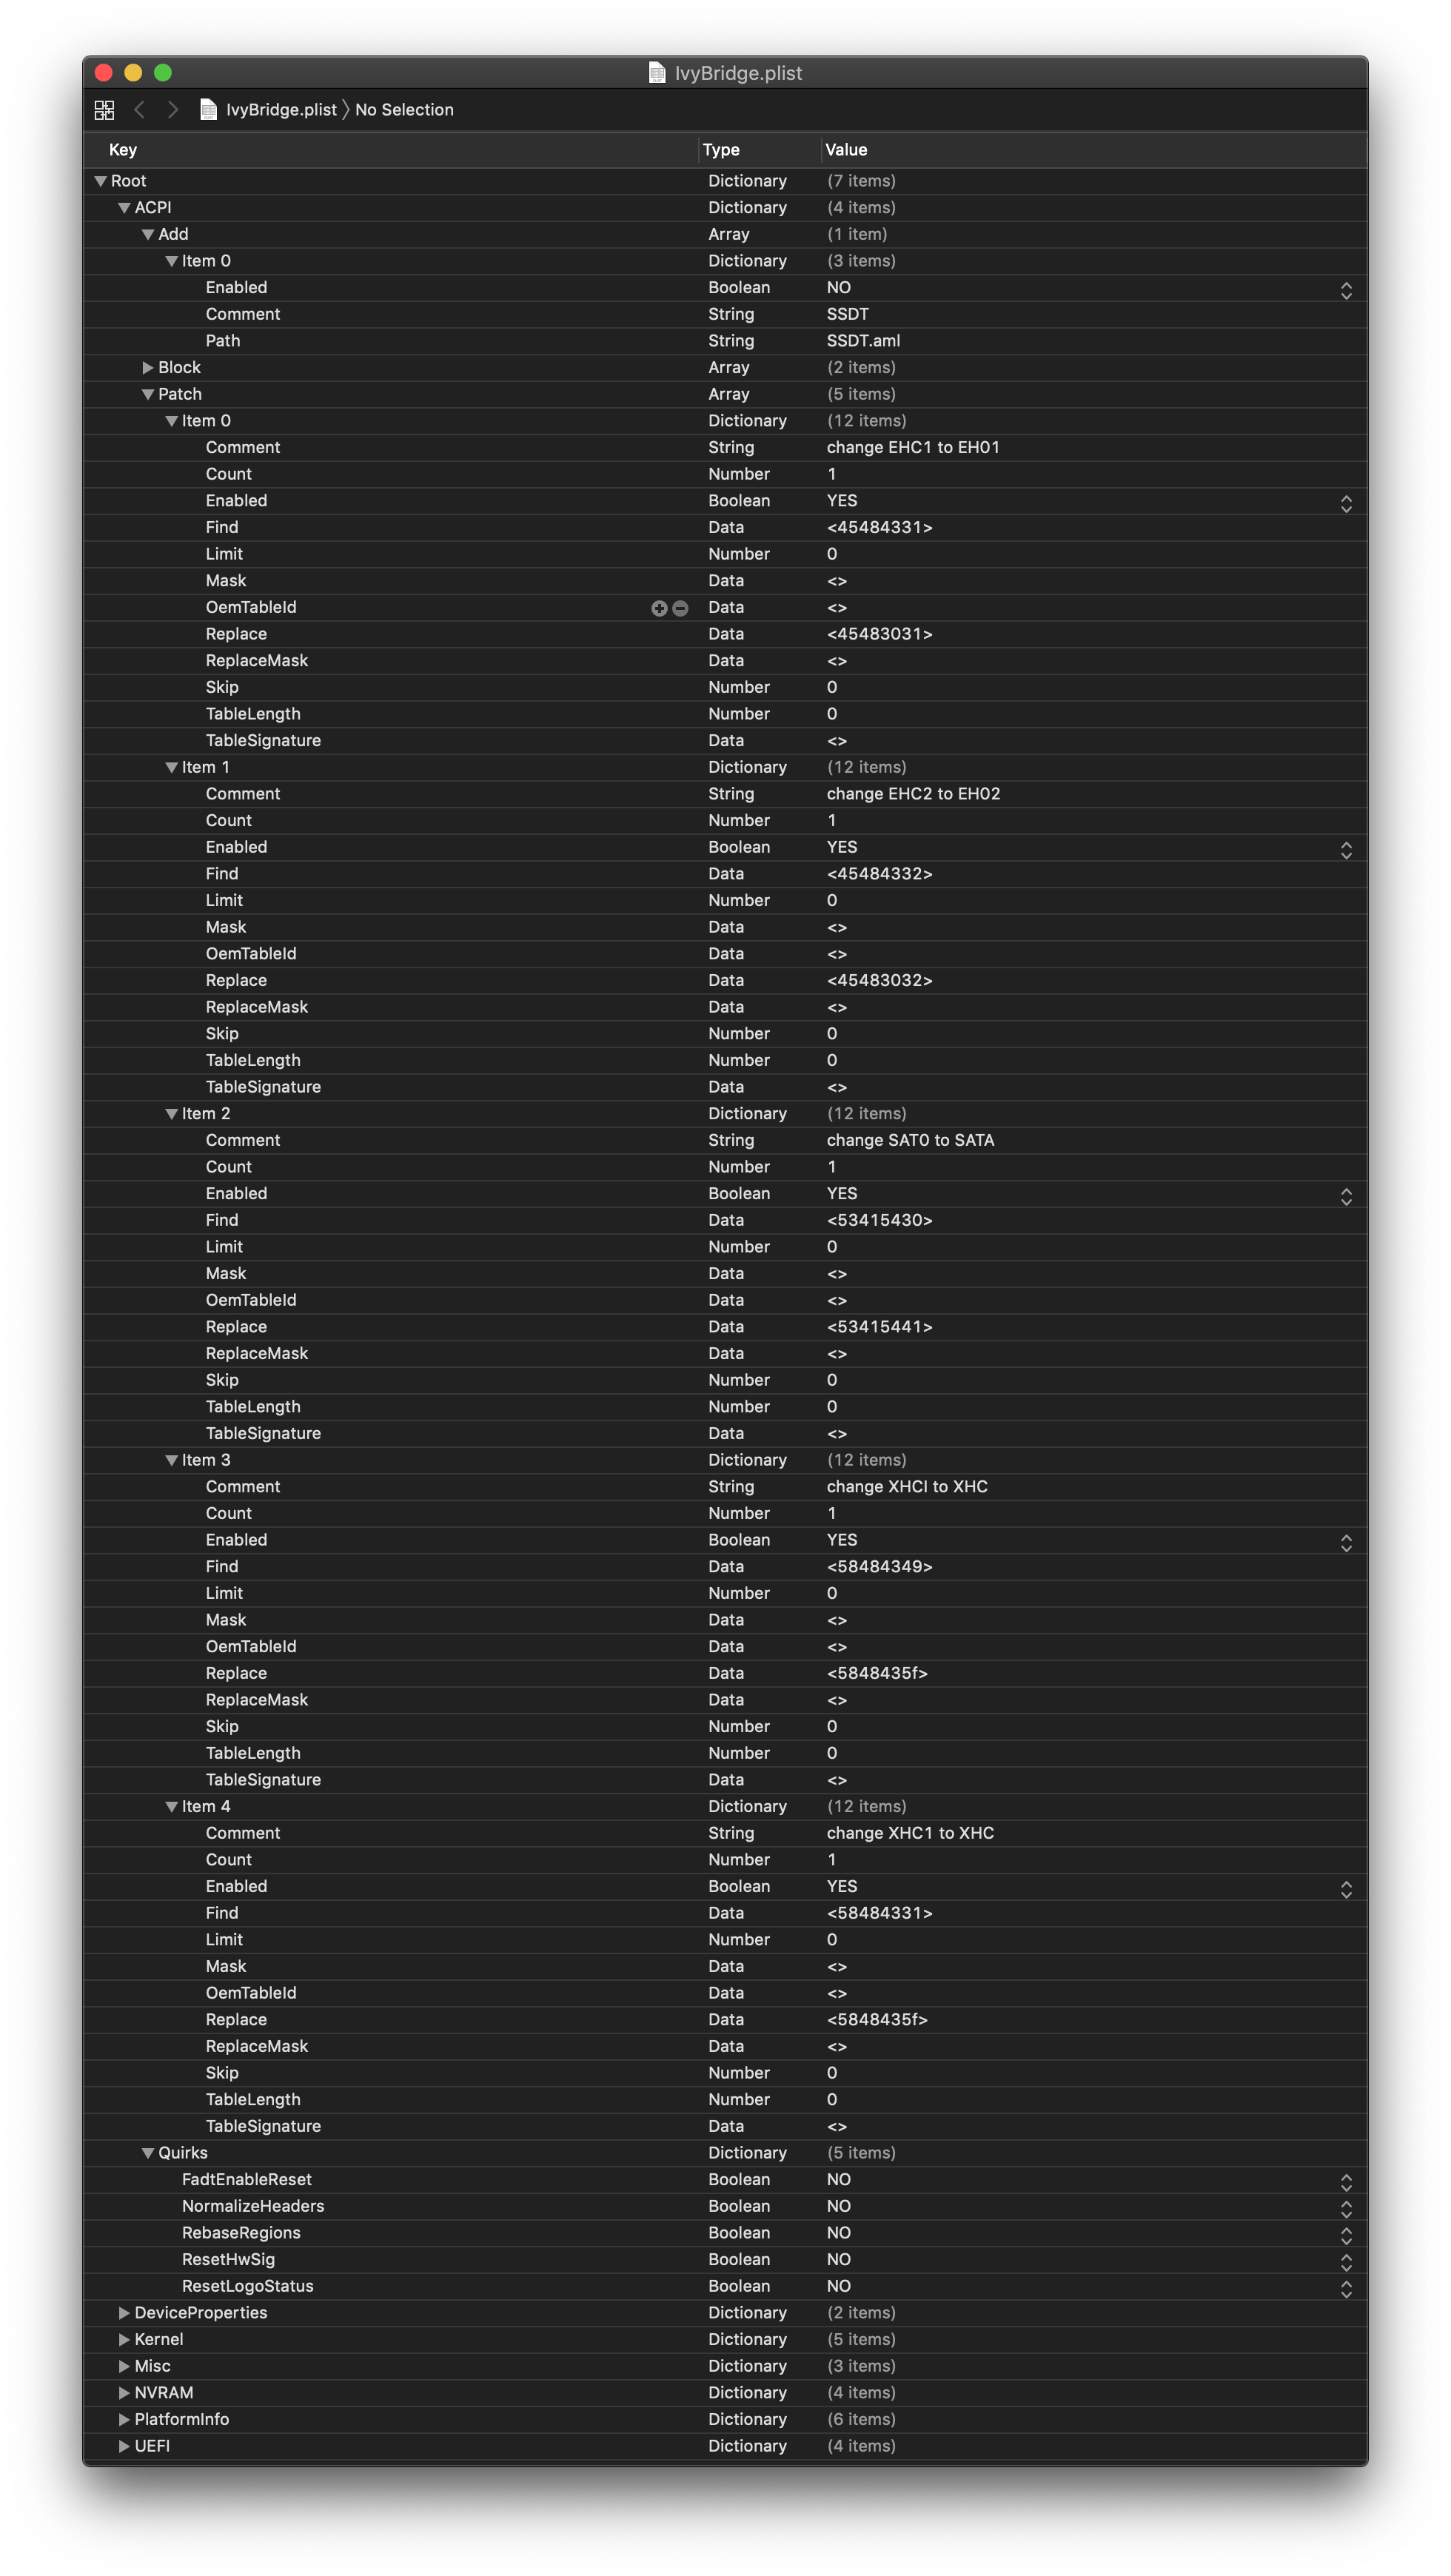 IvyBridge.plist
IvyBridge.plist 〉 No Selection
Key Type Value
Root Dictionary (7 items)
ACPI Dictionary (4 items)
Add Array (1 item)
Item 0 Dictionary (3 items)
Enabled Boolean NO
Comment String SSDT
Path String SSDT.aml
Block Array (2 items)
Patch Array (5 items)
Item 0 Dictionary (12 items)
Comment String change EHC1 to EH01
Count Number 1
Enabled Boolean YES
Find Data <45484331>
Limit Number 0
Mask Data <>
OemTableId Data <>
Replace Data <45483031>
ReplaceMask Data <>
Skip Number 0
TableLength Number 0
TableSignature Data <>
Item 1 Dictionary (12 items)
Comment String change EHC2 to EH02
Count Number 1
Enabled Boolean YES
Find Data <45484332>
Limit Number 0
Mask Data <>
OemTableId Data <>
Replace Data <45483032>
ReplaceMask Data <>
Skip Number 0
TableLength Number 0
TableSignature Data <>
Item 2 Dictionary (12 items)
Comment String change SAT0 to SATA
Count Number 1
Enabled Boolean YES
Find Data <53415430>
Limit Number 0
Mask Data <>
OemTableId Data <>
Replace Data <53415441>
ReplaceMask Data <>
Skip Number 0
TableLength Number 0
TableSignature Data <>
Item 3 Dictionary (12 items)
Comment String change XHCI to XHC
Count Number 1
Enabled Boolean YES
Find Data <58484349>
Limit Number 0
Mask Data <>
OemTableId Data <>
Replace Data <5848435f>
ReplaceMask Data <>
Skip Number 0
TableLength Number 0
TableSignature Data <>
Item 4 Dictionary (12 items)
Comment String change XHC1 to XHC
Count Number 1
Enabled Boolean YES
Find Data <58484331>
Limit Number 0
Mask Data <>
OemTableId Data <>
Replace Data <5848435f>
ReplaceMask Data <>
Skip Number 0
TableLength Number 0
TableSignature Data <>
Quirks Dictionary (5 items)
FadtEnableReset Boolean NO
NormalizeHeaders Boolean NO
RebaseRegions Boolean NO
ResetHwSig Boolean NO
ResetLogoStatus Boolean NO
DeviceProperties Dictionary (2 items)
Kernel Dictionary (5 items)
Misc Dictionary (3 items)
NVRAM Dictionary (4 items)
PlatformInfo Dictionary (6 items)
UEFI Dictionary (4 items)